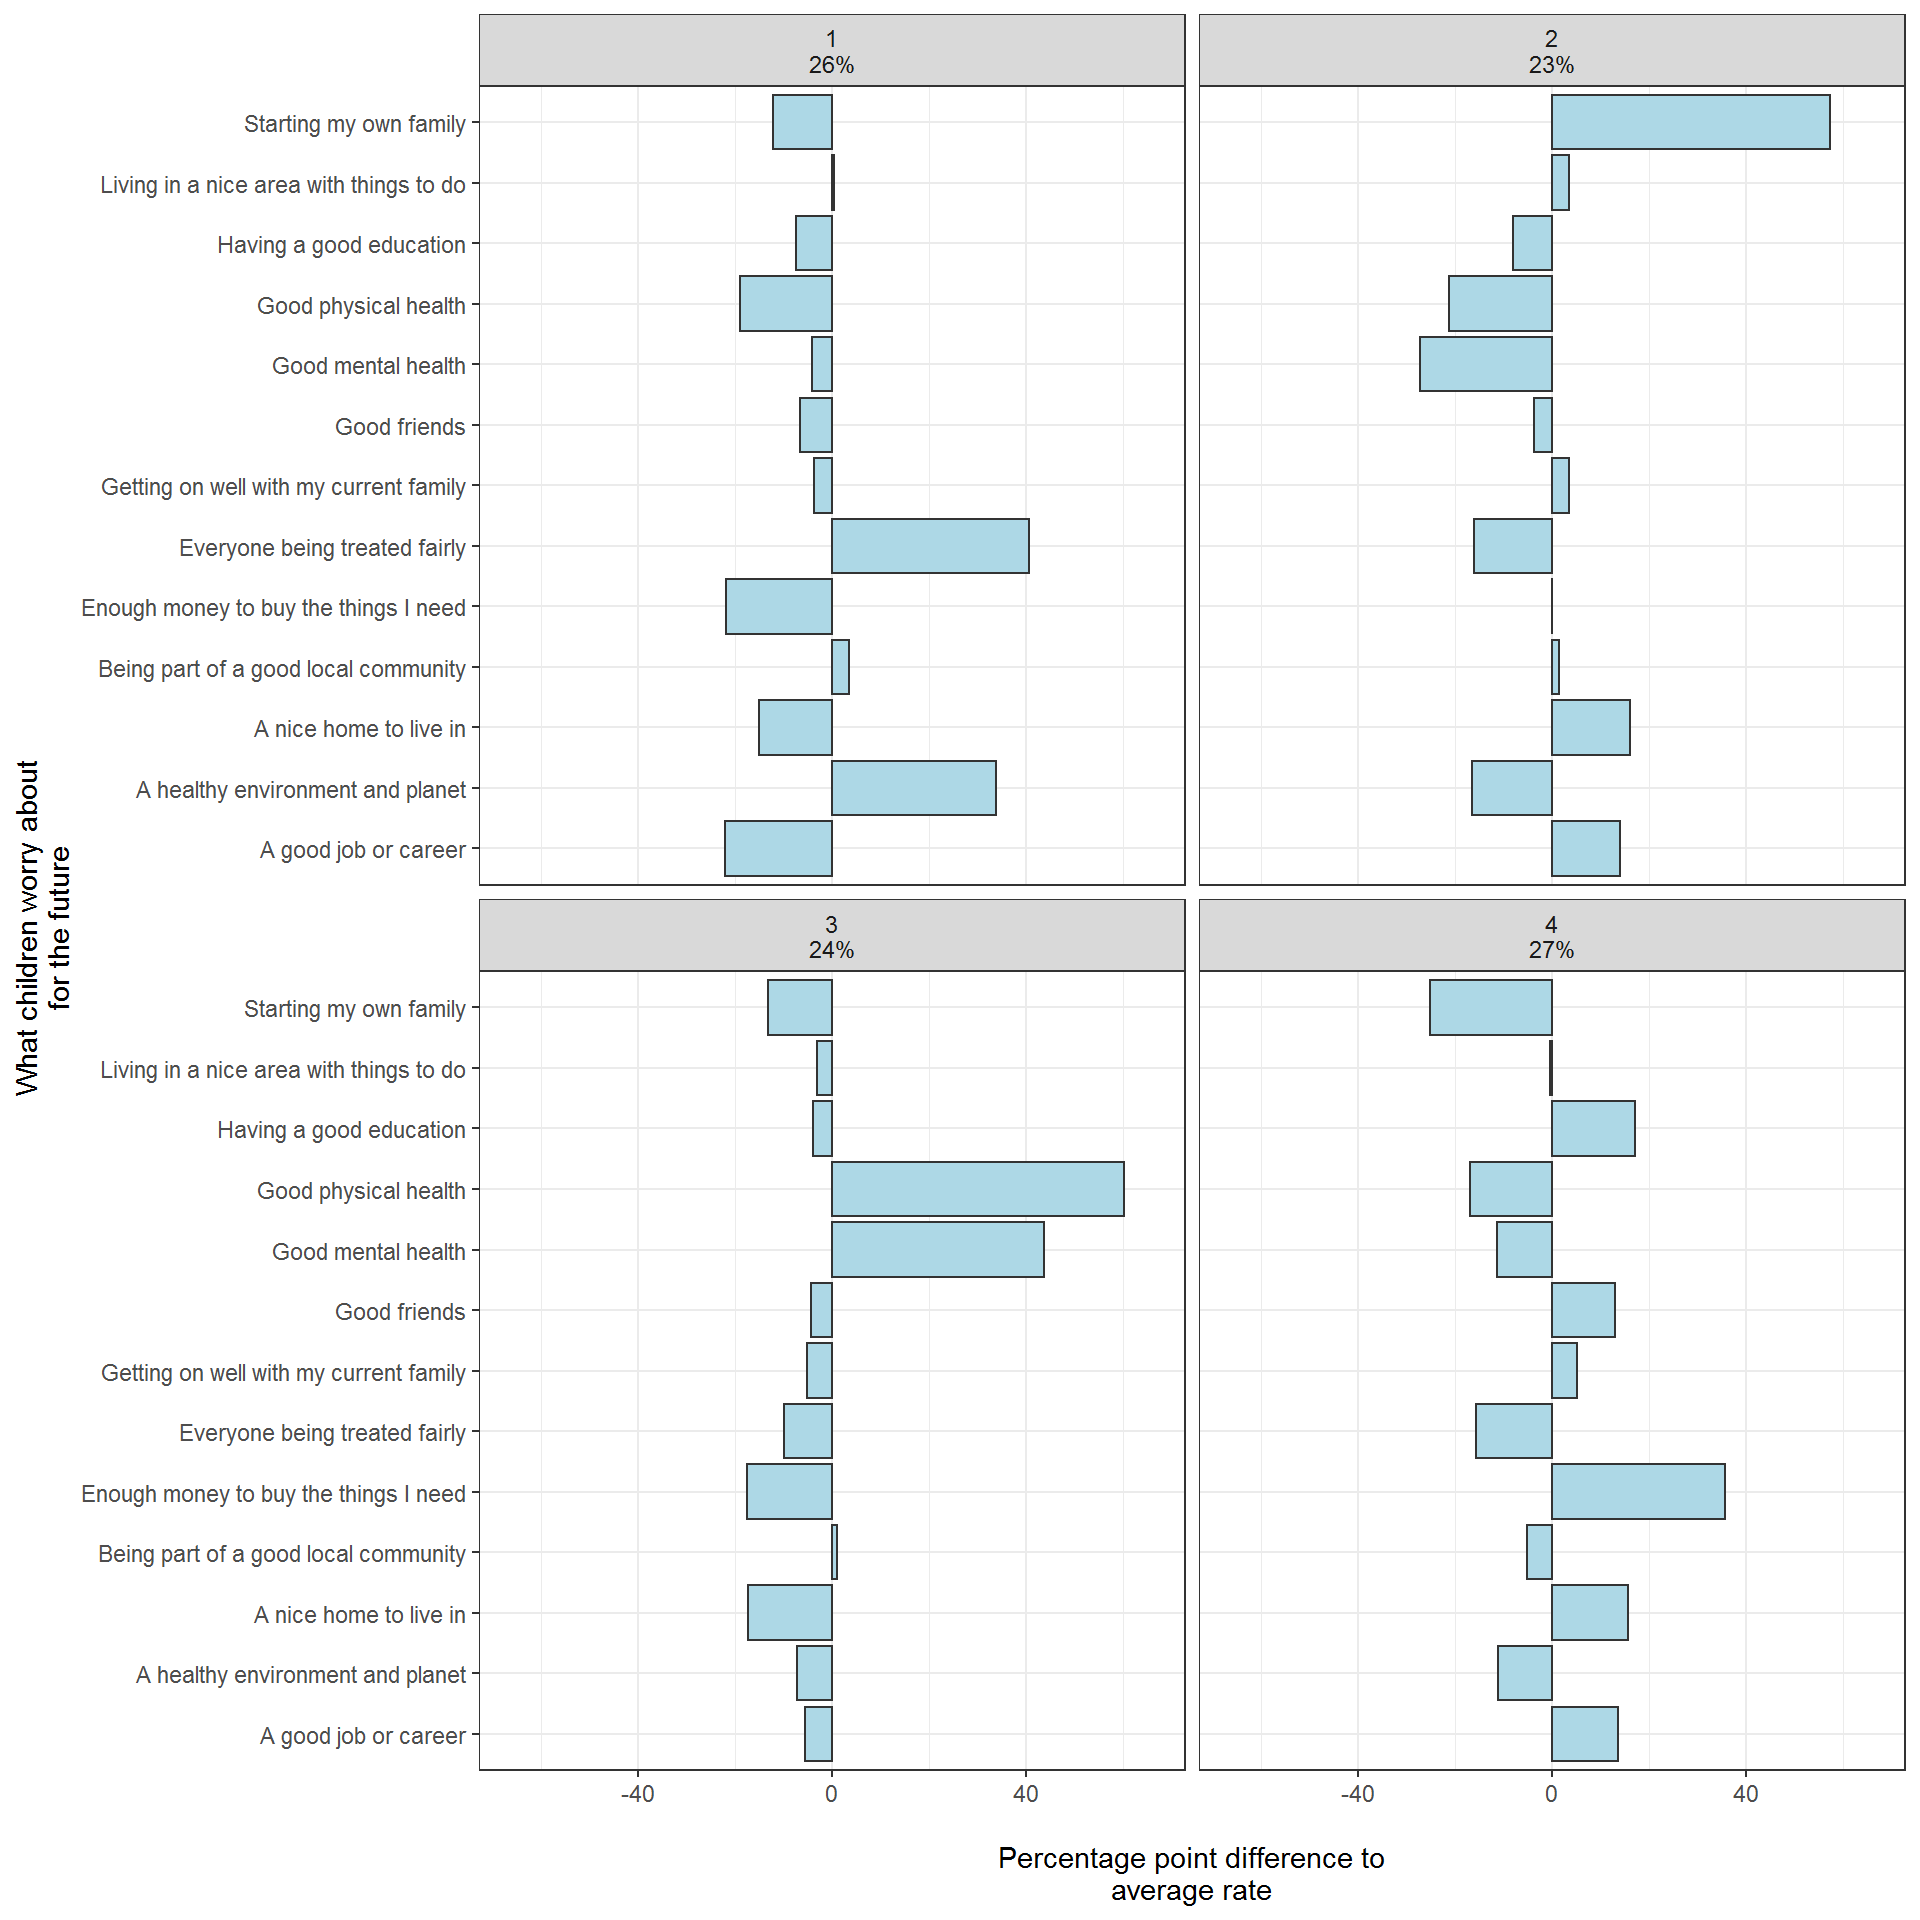 1
26%
2
23%
Starting my own family
Living in a nice area with things to do
Having a good education
Good physical health
Good mental health
Good friends
Getting on well with my current family
Everyone being treated fairly
Enough money to buy the things I need
Being part of a good local community
A nice home to live in
A healthy environment and planet
A good job or career
What children worry about
for the future
3
24%
4
27%
Starting my own family
Living in a nice area with things to do
Having a good education
Good physical health
Good mental health
Good friends
Getting on well with my current family
Everyone being treated fairly
Enough money to buy the things I need
Being part of a good local community
A nice home to live in
A healthy environment and planet
A good job or career
-40 0 40
-40 0 40
Percentage point difference to
average rate